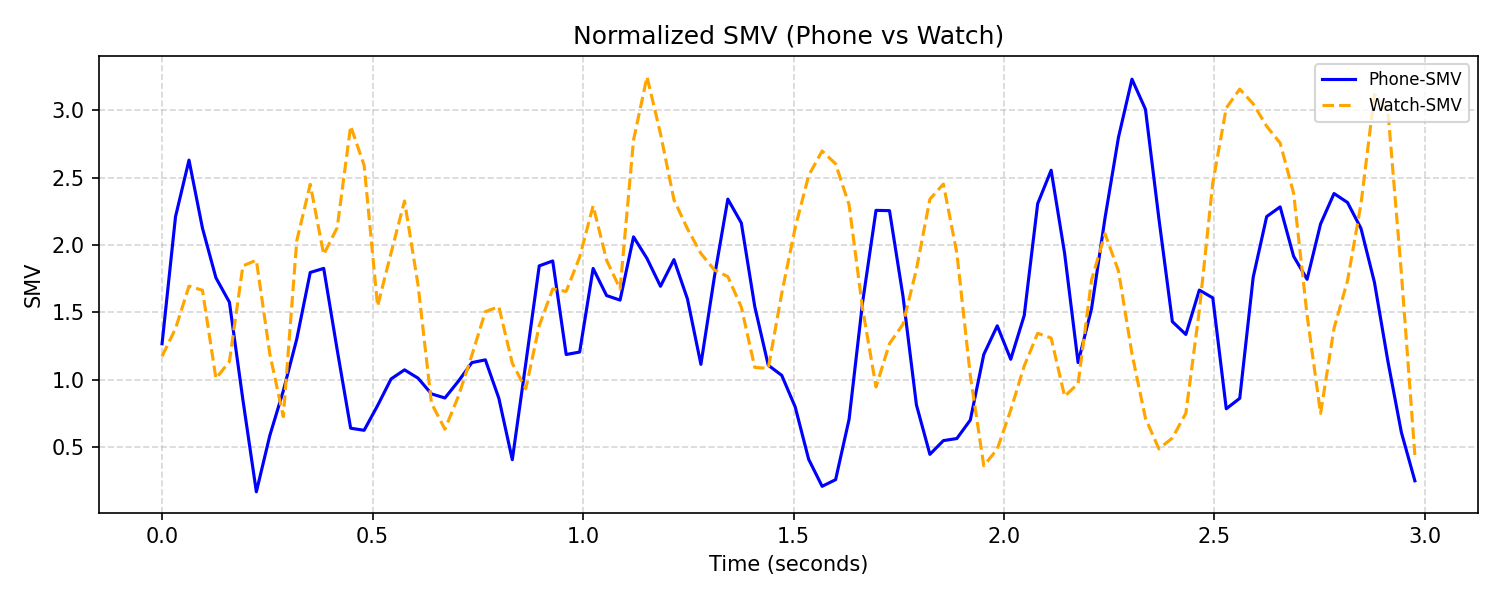 Normalized SMV (Phone vs Watch)
Phone-SMV
Watch-SMV
SMV
3.0
2.5
2.0
1.5
1.0
0.5
0.0 0.5 1.0 1.5 2.0 2.5 3.0
Time (seconds)